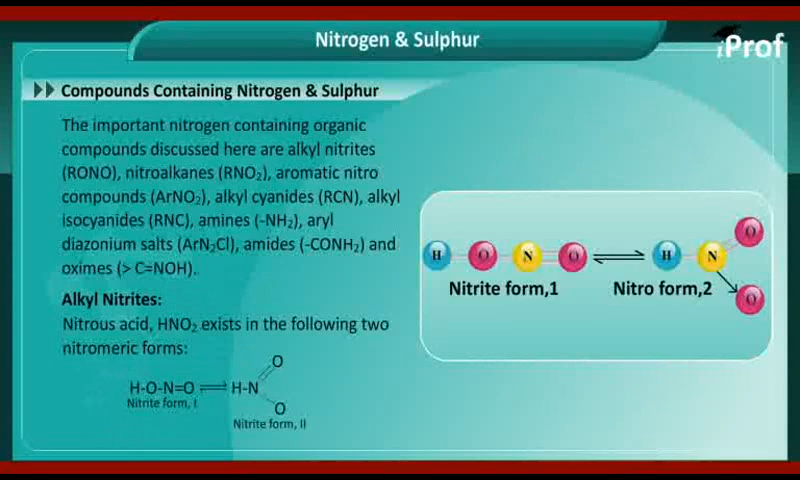 Nitrogen & Sulphur
iProf
Compounds Containing Nitrogen & Sulphur
The important nitrogen containing organic
compounds discussed here are alkyl nitrites
(RONO), nitroalkanes (RNO₂), aromatic nitro
compounds (ArNO₂), alkyl cyanides (RCN), alkyl
isocyanides (RNC), amines (-NH₂), aryl
diazonium salts (ArN₂Cl), amides (-CONH₂) and
oximes (> C=NOH).
Alkyl Nitrites:
Nitrous acid, HNO₂ exists in the following two
nitromeric forms:
O
H-O-N=O ⇌ H-N
O
Nitrite form, I
Nitrite form, II
O
H O N O ⇌ H N
O
Nitrite form,1
Nitro form,2